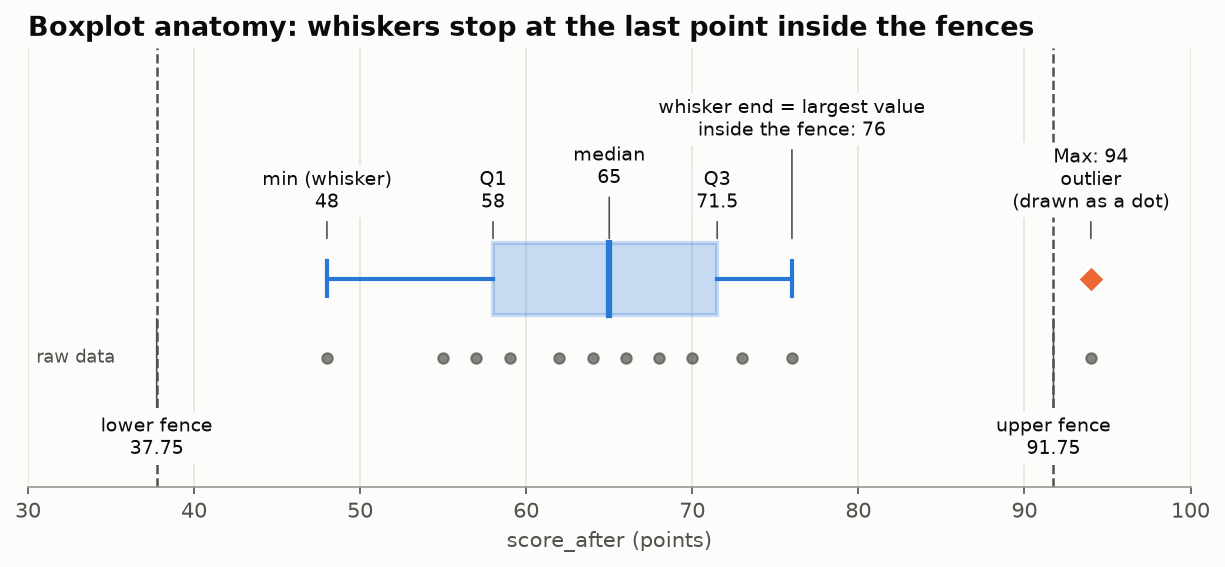 Boxplot anatomy: whiskers stop at the last point inside the fences
whisker end = largest value
inside the fence: 76
median
65
Max: 94
outlier
(drawn as a dot)
min (whisker)
48
Q1
58
Q3
71.5
raw data
lower fence
37.75
upper fence
91.75
30 40 50 60 70 80 90 100
score_after (points)